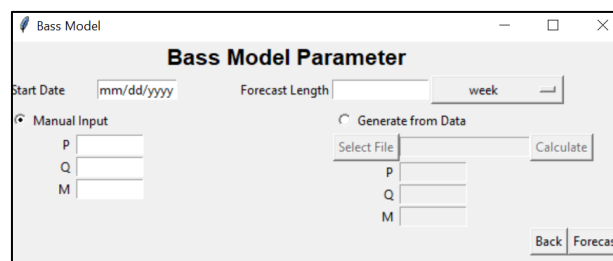 Bass Model
Bass Model Parameter
Start Date mm/dd/yyyy Forecast Length week
Manual Input Generate from Data
P Select File Calculate
Q P
M Q
M
Back Forecas